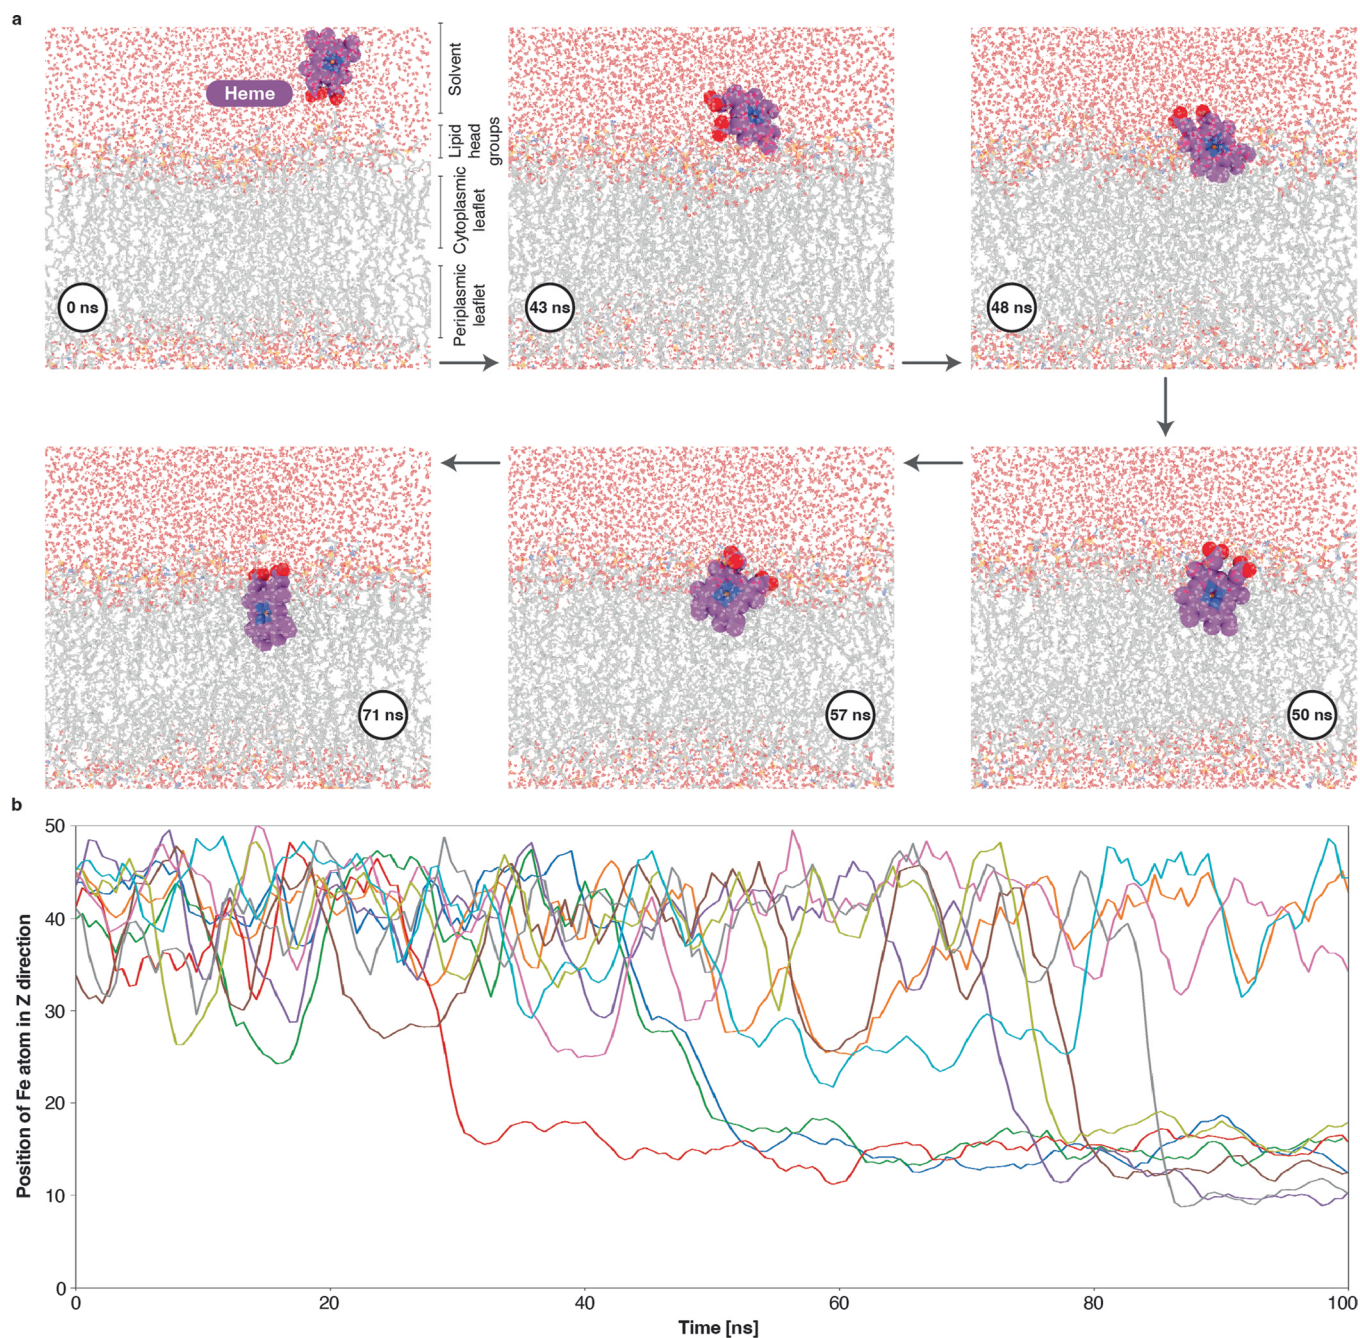 a
Heme
Solvent
Lipid
head
groups
Cytoplasmic
leaflet
Periplasmic
leaflet
0 ns
43 ns
48 ns
71 ns
57 ns
50 ns
b
Position of Fe atom in Z direction
50
40
30
20
10
0
0
20
40
60
80
100
Time [ns]